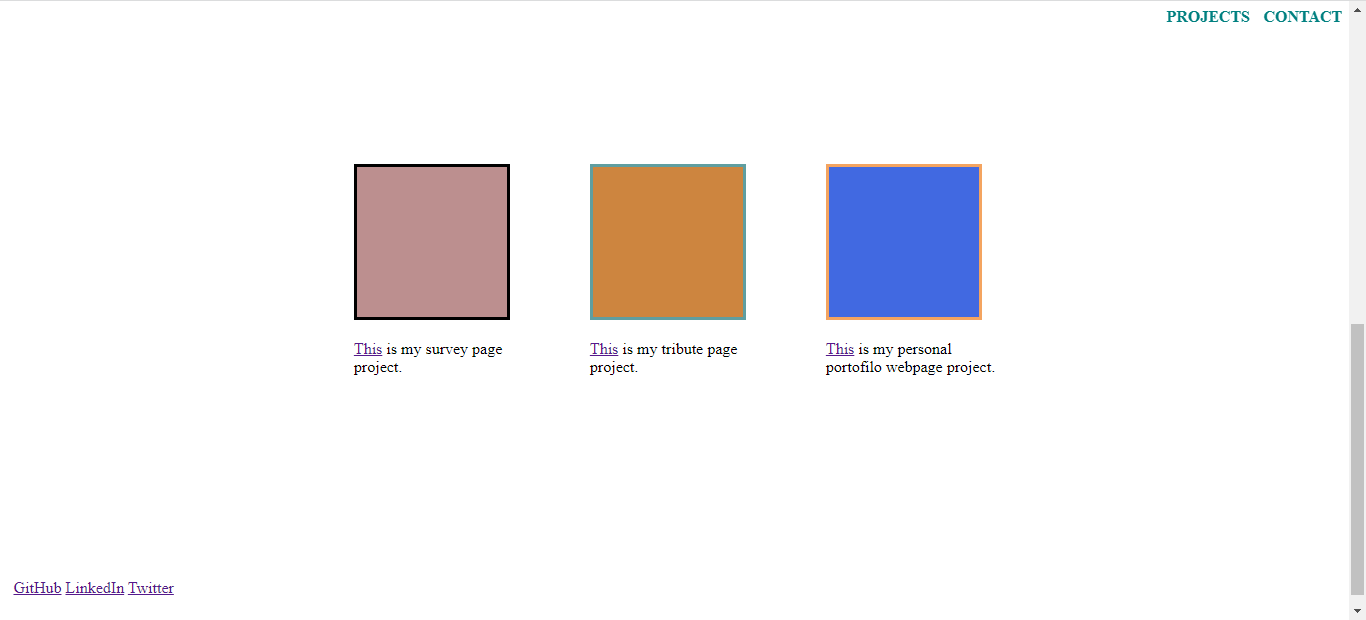 PROJECTS CONTACT
This is my survey page
project.
This is my tribute page
project.
This is my personal
portofilo webpage project.
GitHub LinkedIn Twitter